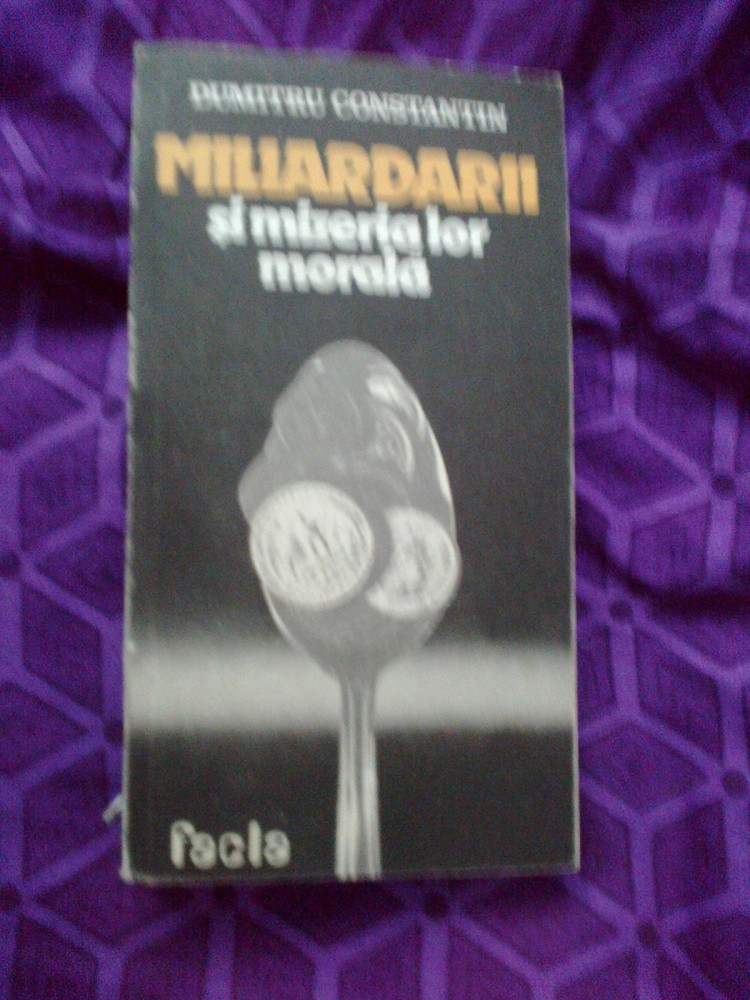 DUMITRU CONSTANTIN
MILIARDARII
și mizeria lor
morală
facla